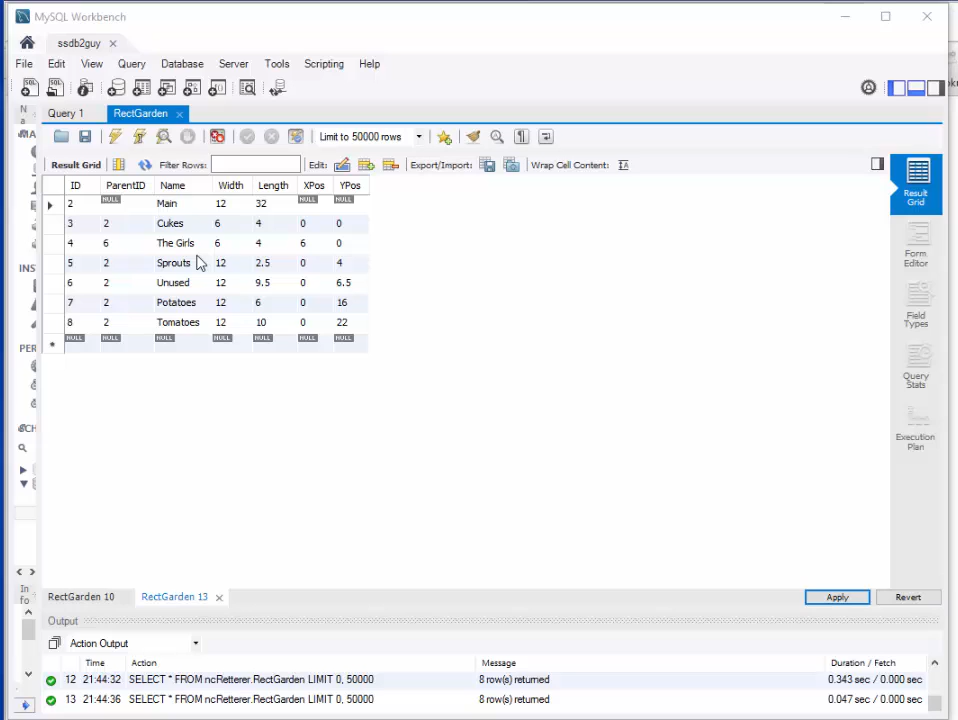 MySQL Workbench
ssdb2guy
File Edit View Query Database Server Tools Scripting Help
N
a
Query 1 RectGarden
MA
Limit to 50000 rows
Result Grid Filter Rows: Edit: Export/Import: Wrap Cell Content:
ID ParentID Name Width Length XPos YPos
2 NULL Main 12 32 NULL NULL
3 2 Cukes 6 4 0 0
4 6 The Girls 6 4 6 0
5 2 Sprouts 12 2.5 0 4
6 2 Unused 12 9.5 0 6.5
7 2 Potatoes 12 6 0 16
8 2 Tomatoes 12 10 0 22
* NULL NULL NULL NULL NULL NULL NULL
INS
PER
SCH
Result
Grid
Form
Editor
Field
Types
Query
Stats
Execution
Plan
In
fo
RectGarden 10 RectGarden 13 Apply Revert
Output
Action Output
Time Action Message Duration / Fetch
12 21:44:32 SELECT * FROM ncRetterer.RectGarden LIMIT 0, 50000 8 row(s) returned 0.343 sec / 0.000 sec
13 21:44:36 SELECT * FROM ncRetterer.RectGarden LIMIT 0, 50000 8 row(s) returned 0.047 sec / 0.000 sec